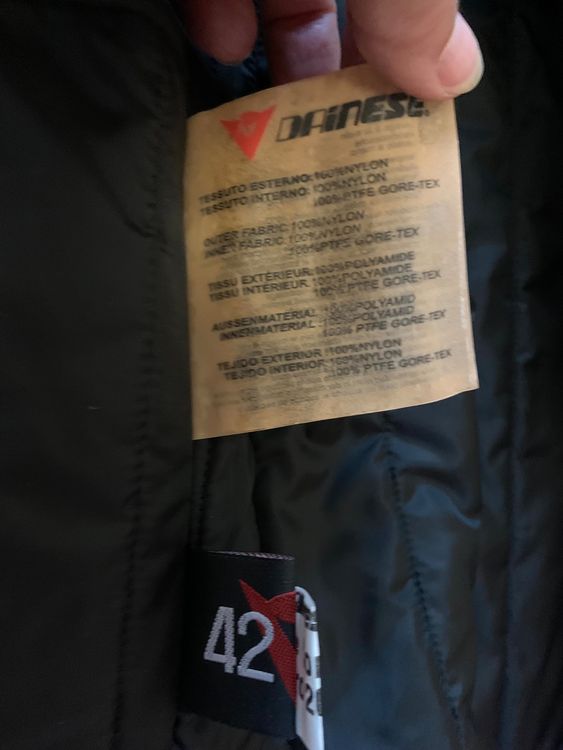 DAINESE
TESSUTO ESTERNO:100%NYLON
TESSUTO INTERNO:100%NYLON
100%PTFE GORE-TEX
OUTER FABRIC:100%NYLON
INNER FABRIC:100%NYLON
100%PTFE GORE-TEX
TISSU EXTÉRIEUR:100%POLYAMIDE
TISSU INTERIEUR:100%POLYAMIDE
100%PTFE GORE-TEX
AUSSENMATERIAL :100%POLYAMID
INNENMATERIAL :100%POLYAMID
100% PTFE GORE-TEX
TEJIDO EXTERIOR :100%NYLON
TEJIDO INTERIOR :100%NYLON
100% PTFE GORE-TEX
42